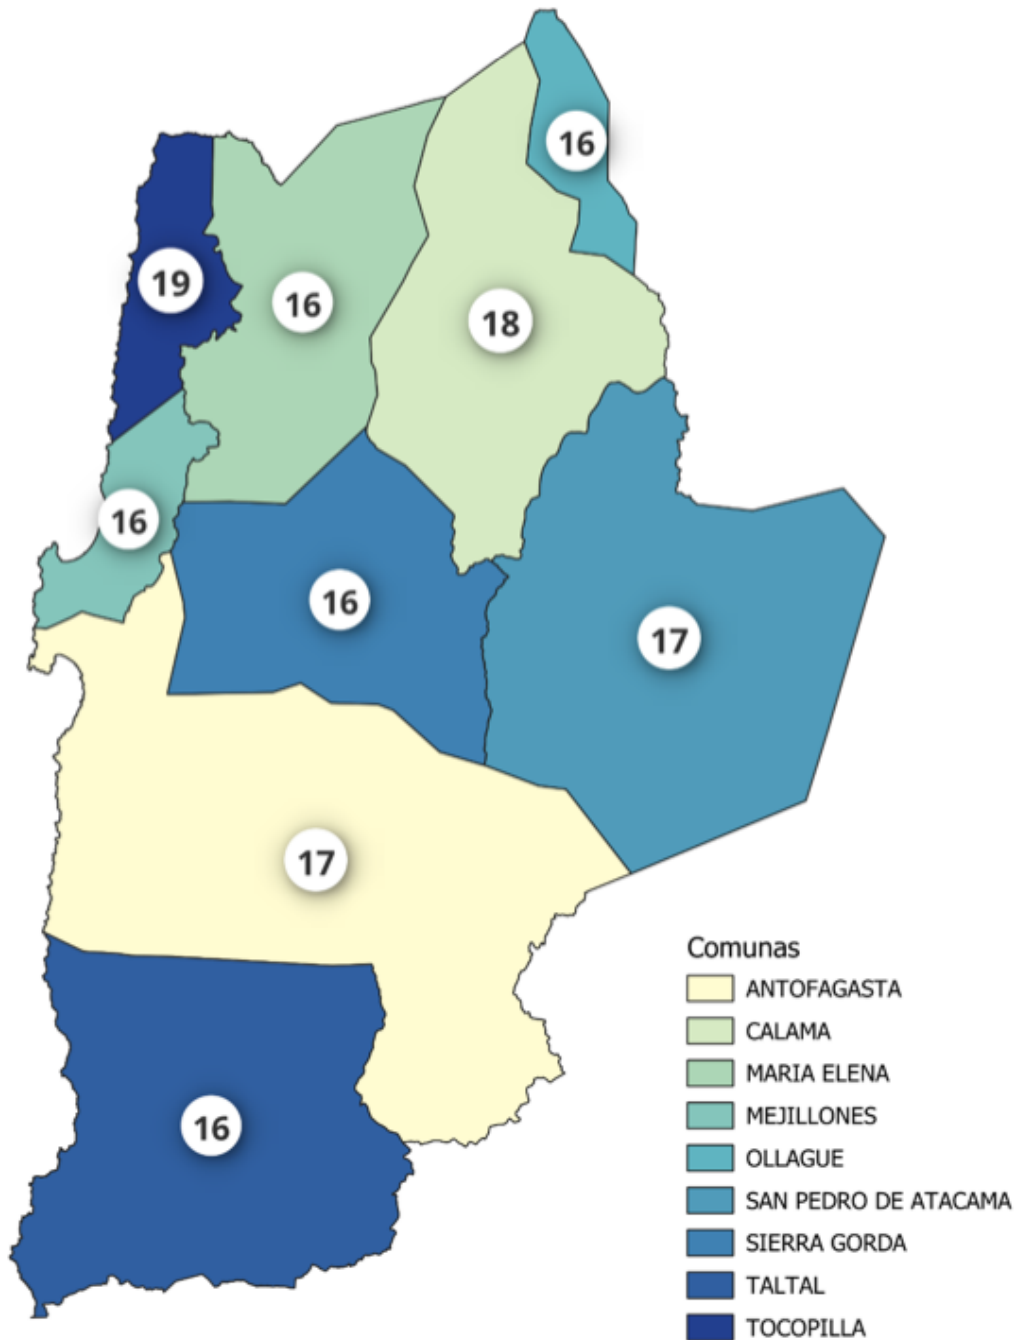 16
19
16
18
16
16
17
17
16
Comunas
ANTOFAGASTA
CALAMA
MARIA ELENA
MEJILLONES
OLLAGUE
SAN PEDRO DE ATACAMA
SIERRA GORDA
TALTAL
TOCOPILLA